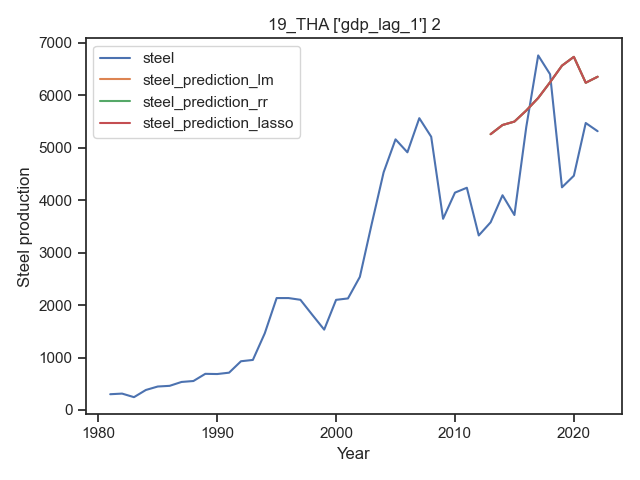 19_THA ['gdp_lag_1'] 2
steel
steel_prediction_lm
steel_prediction_rr
steel_prediction_lasso
Steel production
7000
6000
5000
4000
3000
2000
1000
0
1980
1990
2000
2010
2020
Year